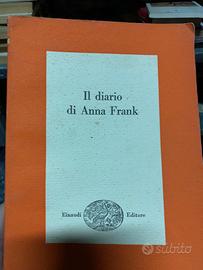 Il diario
di Anna Frank
Einaudi Editore
subito